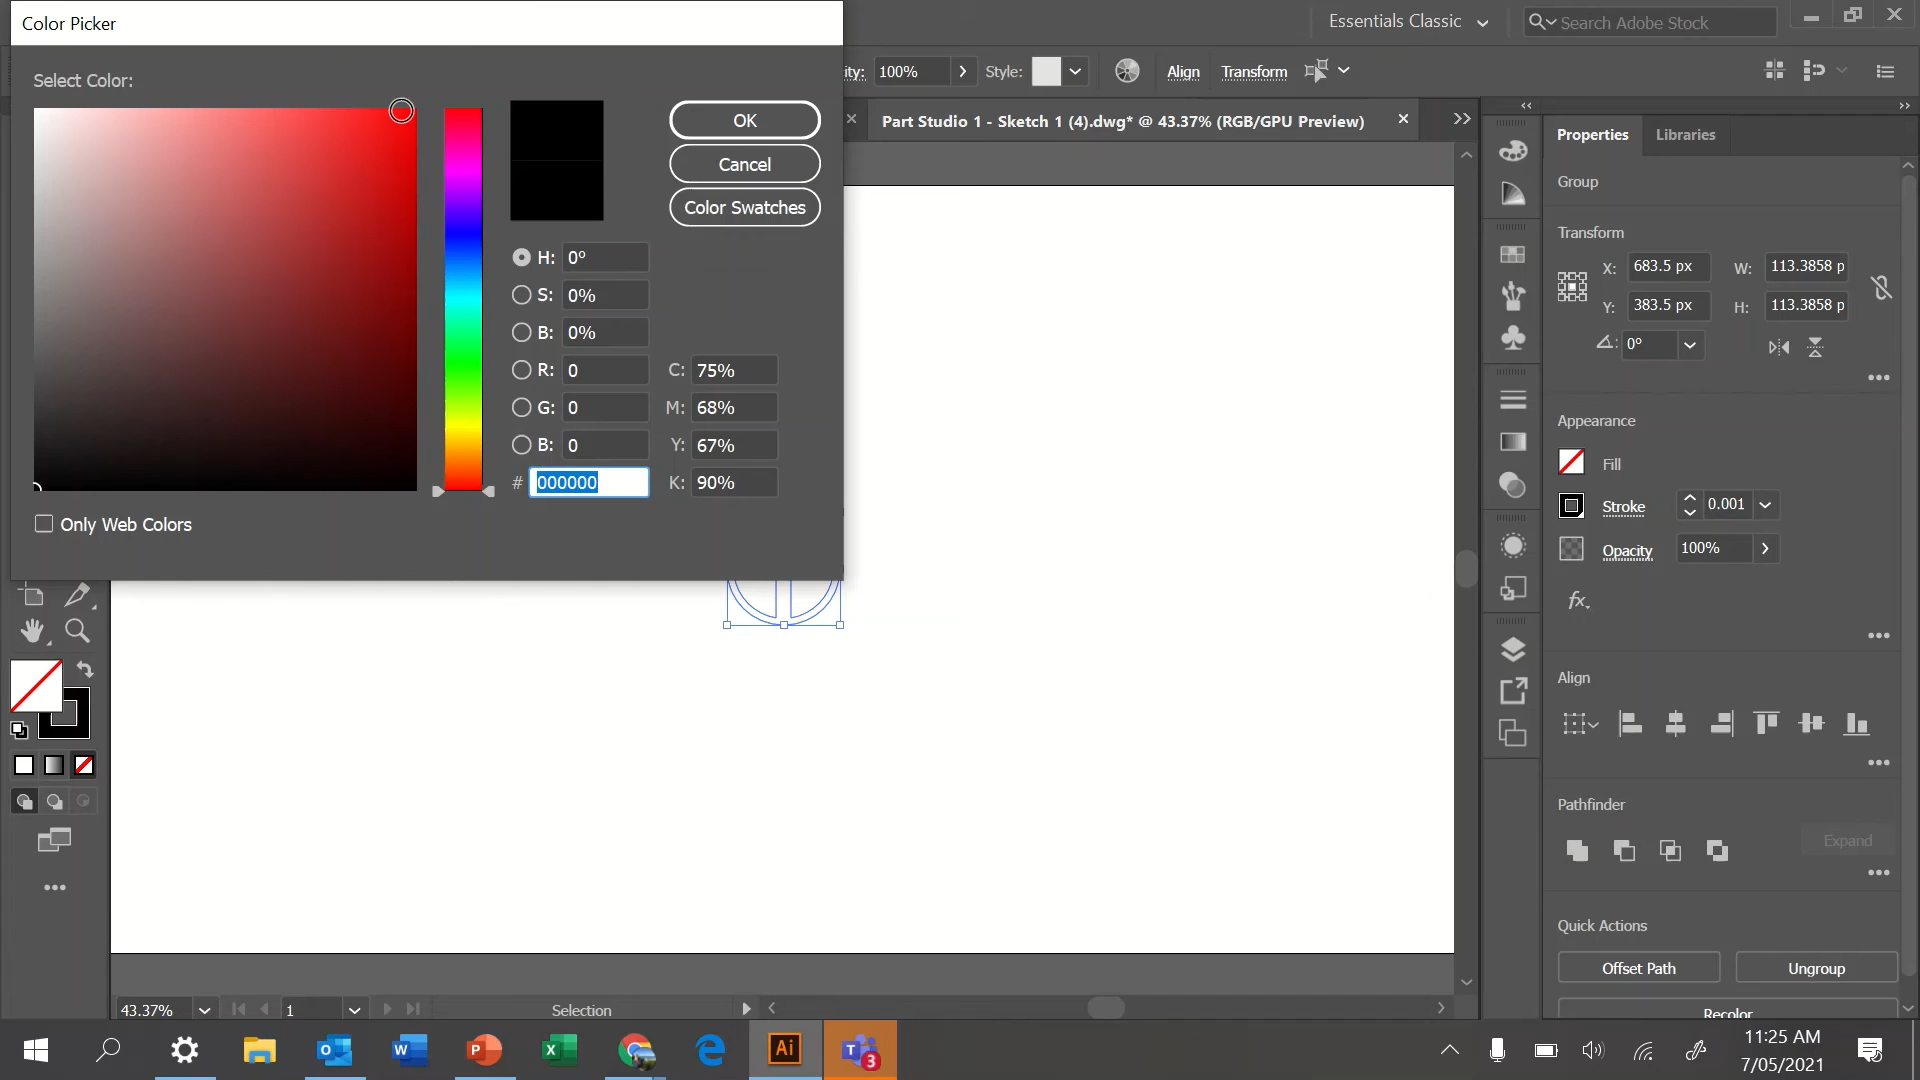 Color Picker
Essentials Classic
Search Adobe Stock
Select Color:
ity: 100%
Style:
Align
Transform
OK
Cancel
Color Swatches
Part Studio 1 - Sketch 1 (4).dwg* @ 43.37% (RGB/GPU Preview)
Properties
Libraries
Group
Transform
X: 683.5 px
W: 113.3858 p
Y: 383.5 px
H: 113.3858 p
0°
H: 0°
S: 0%
B: 0%
R: 0
C: 75%
G: 0
M: 68%
B: 0
Y: 67%
# 000000
K: 90%
Only Web Colors
Appearance
Fill
Stroke
0.001
Opacity
100%
fx.
Align
Pathfinder
Expand
Quick Actions
Offset Path
Ungroup
Recolor
43.37%
1
Selection
11:25 AM
7/05/2021
O
W
P
X
Ai
T
3